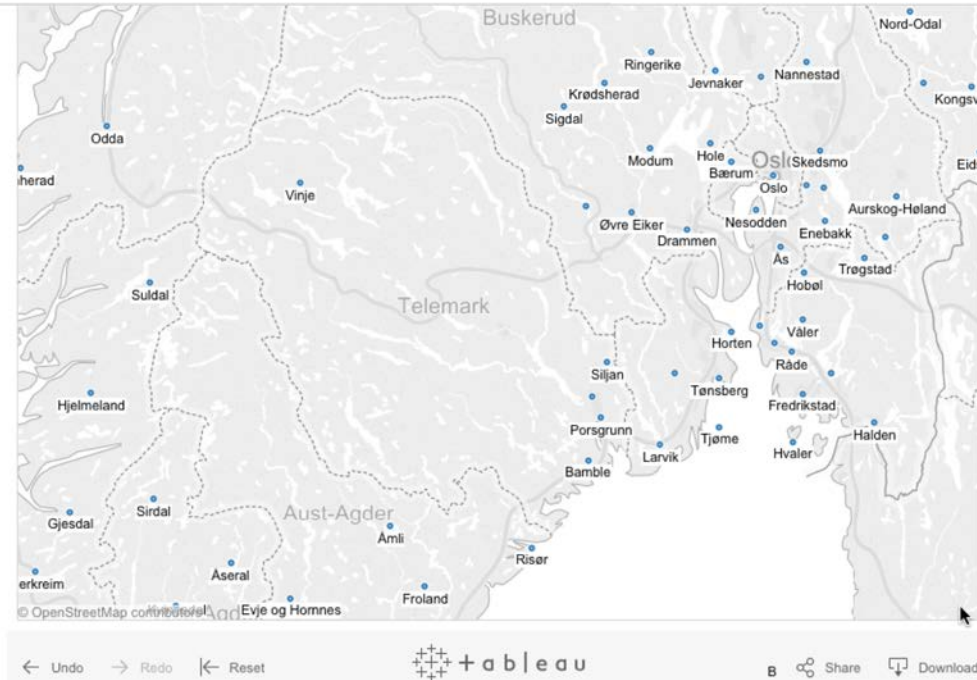 Buskerud
Nord-Odal
Ringerike
Jevnaker
Nannestad
Krødsherad
Kongsv
Sigdal
Odda
Modum
Hole
Oslo
Skedsmo
Bærum
Eid
herad
Vinje
Oslo
Aurskog-Høland
Øvre Eiker
Nesodden
Enebakk
Drammen
Ås
Trøgstad
Suldal
Hobøl
Telemark
Våler
Horten
Råde
Siljan
Tønsberg
Hjelmeland
Fredrikstad
Porsgrunn
Tjøme
Halden
Larvik
Hvaler
Bamble
Sirdal
Aust-Agder
Gjesdal
Åmli
Risør
Åseral
erkreim
Froland
© OpenStreetMap contributors
Agd
Evje og Hornnes
← Undo → Redo |← Reset +ableau B Share Download